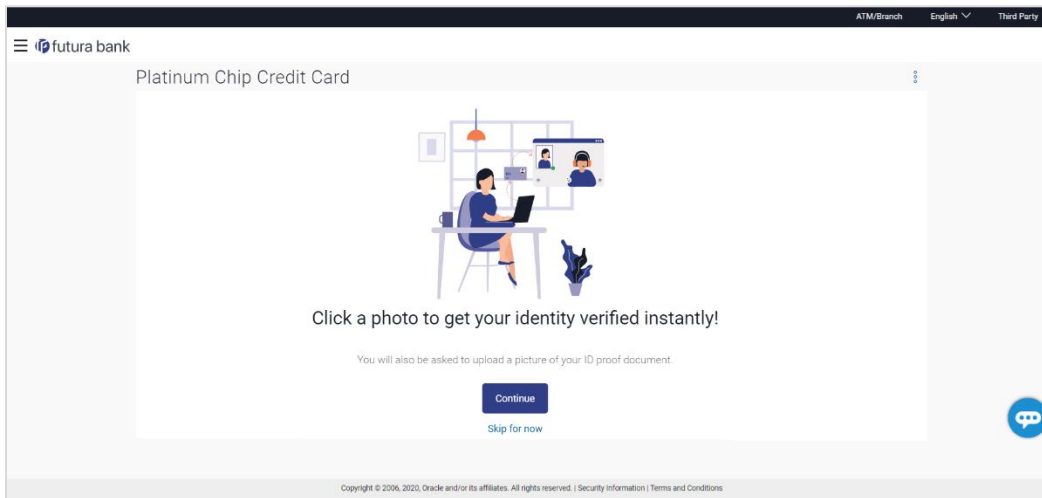 ATM/Branch English Third Party
futura bank
Platinum Chip Credit Card
Click a photo to get your identity verified instantly!
You will also be asked to upload a picture of your ID proof document.
Continue
Skip for now
Copyright © 2006, 2020, Oracle and/or its affiliates. All rights reserved. | Security Information | Terms and Conditions